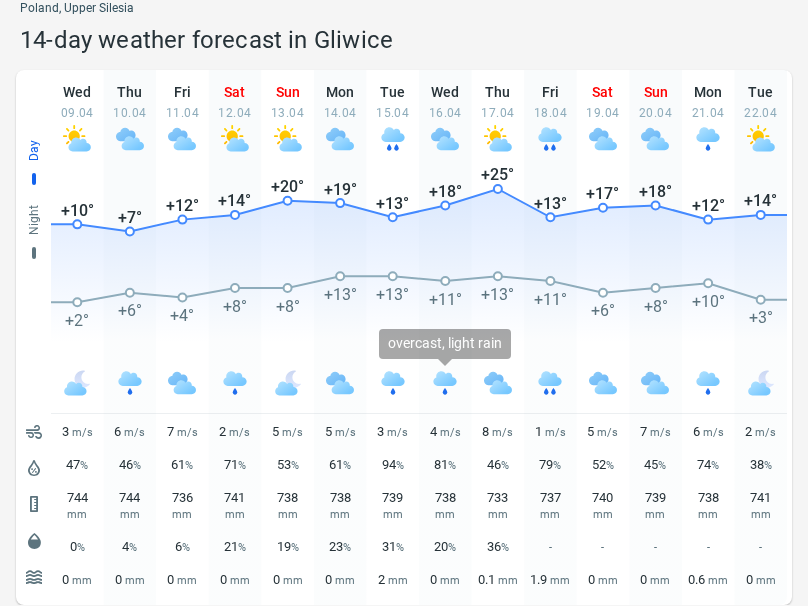 Poland, Upper Silesia
14-day weather forecast in Gliwice
Wed Thu Fri Sat Sun Mon Tue Wed Thu Fri Sat Sun Mon Tue
09.04 10.04 11.04 12.04 13.04 14.04 15.04 16.04 17.04 18.04 19.04 20.04 21.04 22.04
Day
Night
+10° +7° +12° +14° +20° +19° +13° +18° +25° +13° +17° +18° +12° +14°
+2° +6° +4° +8° +8° +13° +13° +11° +13° +11° +6° +8° +10° +3°
overcast, light rain
3 m/s 6 m/s 7 m/s 2 m/s 5 m/s 5 m/s 3 m/s 4 m/s 8 m/s 1 m/s 5 m/s 7 m/s 6 m/s 2 m/s
47% 46% 61% 71% 53% 61% 94% 81% 46% 79% 52% 45% 74% 38%
744 744 736 741 738 738 739 738 733 737 740 739 738 741
mm mm mm mm mm mm mm mm mm mm mm mm mm mm
0% 4% 6% 21% 19% 23% 31% 20% 36% - - - - -
0 mm 0 mm 0 mm 0 mm 0 mm 0 mm 2 mm 0 mm 0.1 mm 1.9 mm 0 mm 0 mm 0.6 mm 0 mm